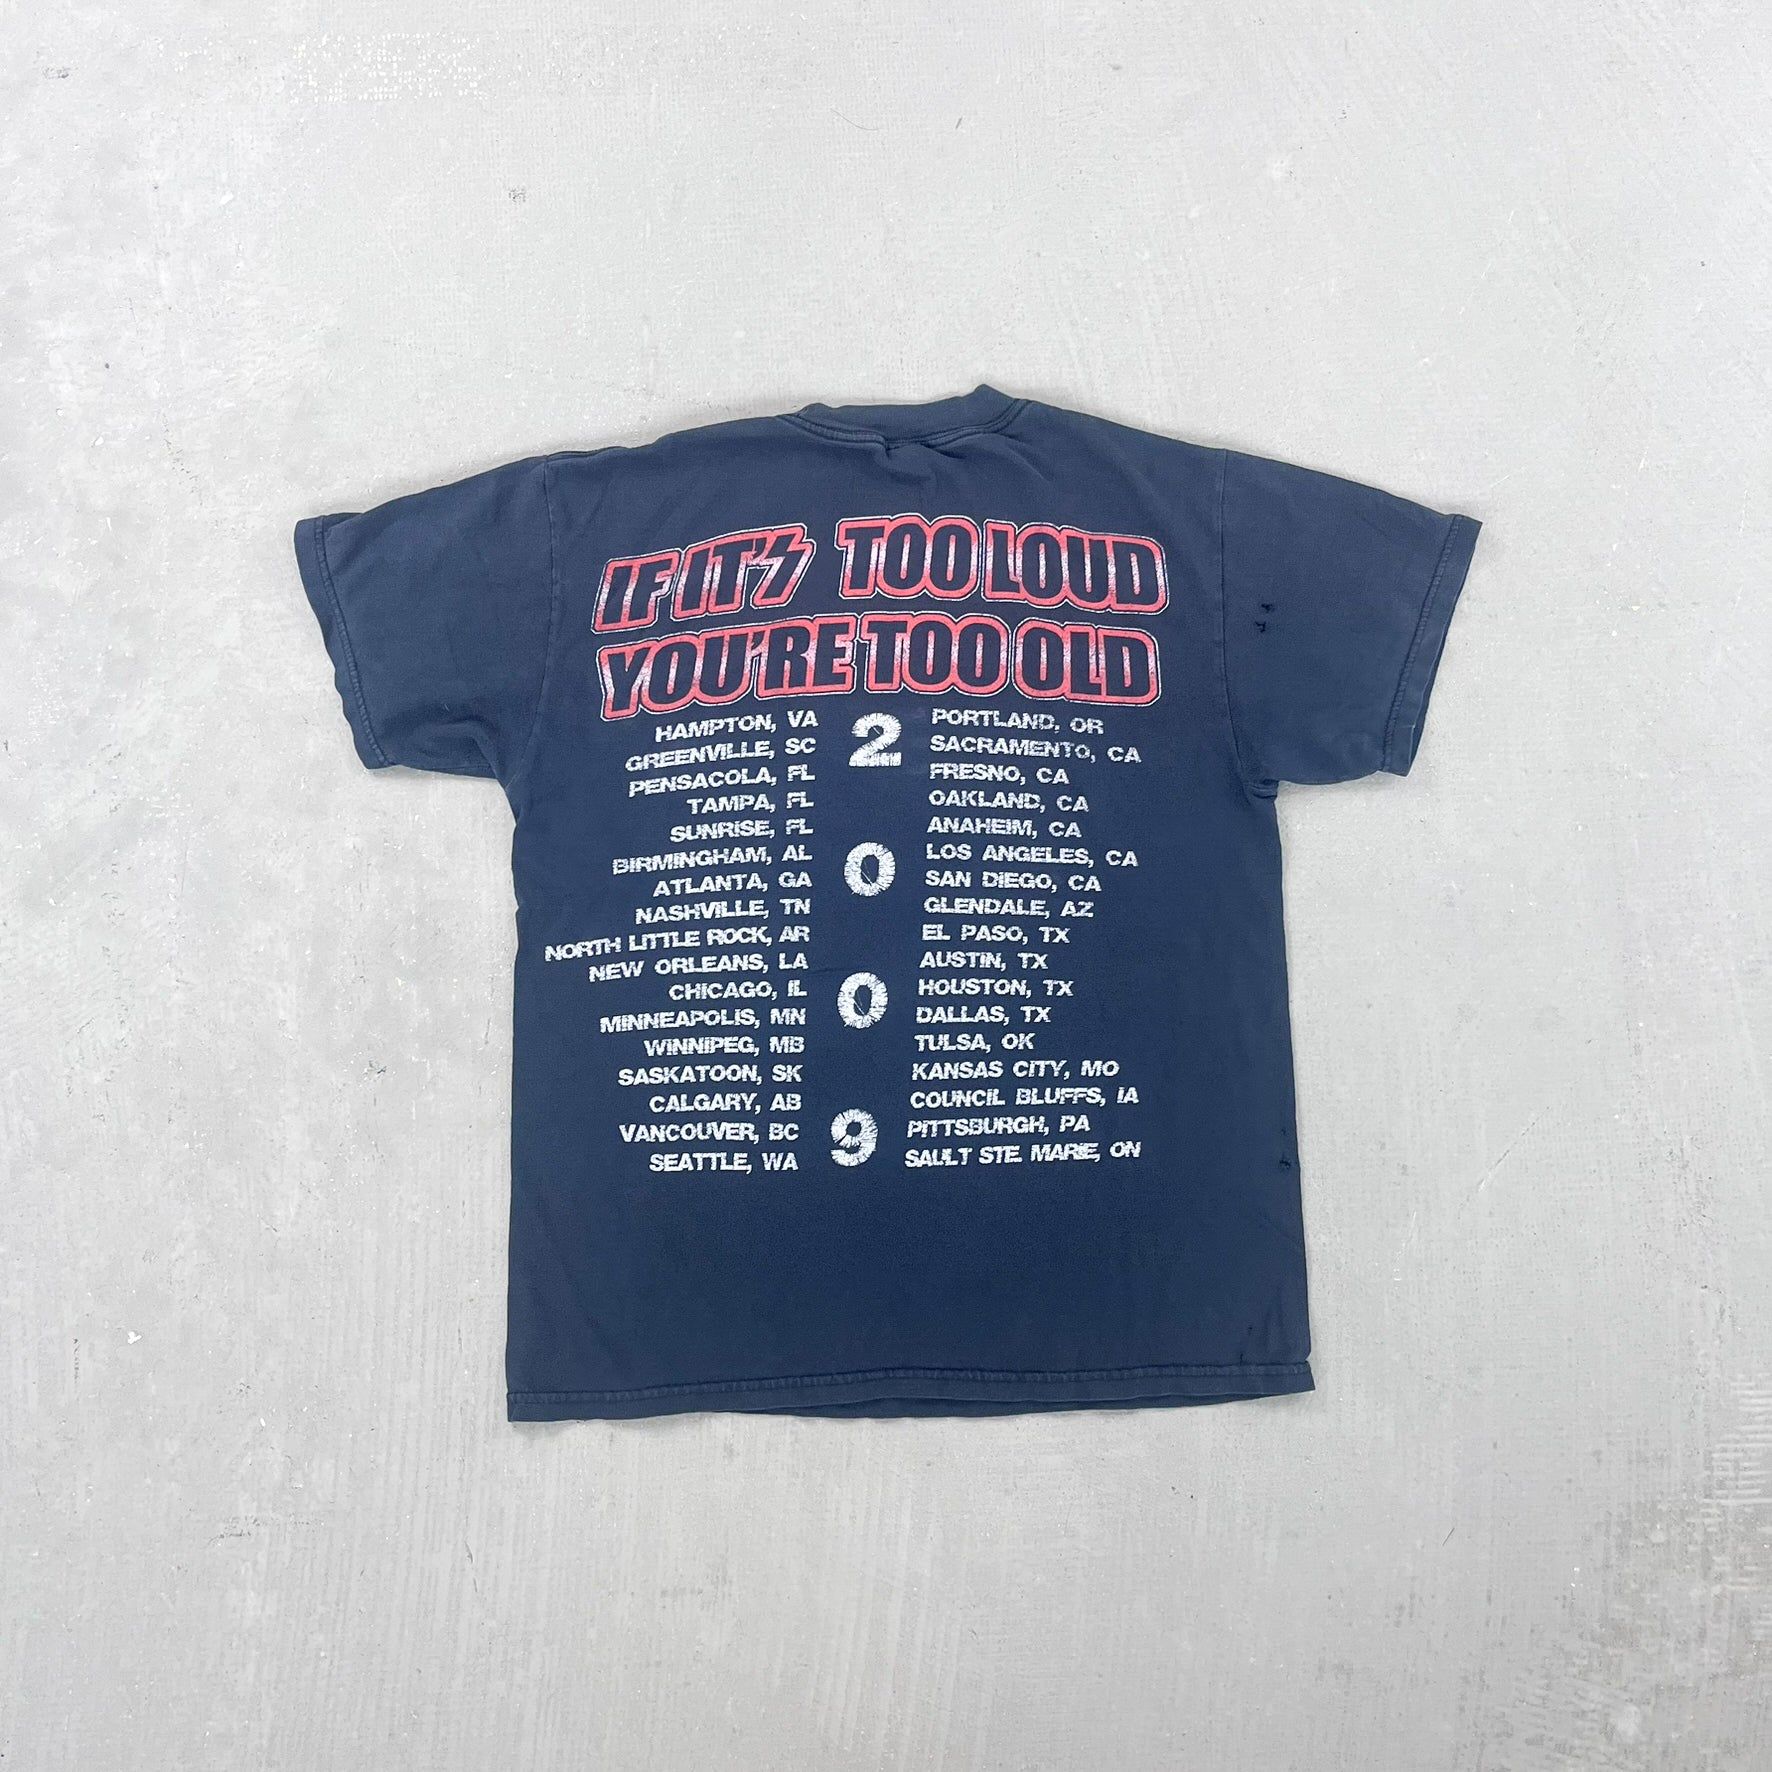 IF IT'S TOO LOUD
YOU'RE TOO OLD
HAMPTON, VA
GREENVILLE, SC
PENSACOLA, FL
TAMPA, FL
SUNRISE, FL
BIRMINGHAM, AL
ATLANTA, GA
NASHVILLE, TN
NORTH LITTLE ROCK, AR
NEW ORLEANS, LA
CHICAGO, IL
MINNEAPOLIS, MN
WINNIPEG, MB
SASKATOON, SK
CALGARY, AB
VANCOUVER, BC
SEATTLE, WA
2
0
0
9
PORTLAND, OR
SACRAMENTO, CA
FRESNO, CA
OAKLAND, CA
ANAHEIM, CA
LOS ANGELES, CA
SAN DIEGO, CA
GLENDALE, AZ
EL PASO, TX
AUSTIN, TX
HOUSTON, TX
DALLAS, TX
TULSA, OK
KANSAS CITY, MO
COUNCIL BLUFFS, IA
PITTSBURGH, PA
SAULT STE. MARIE, ON